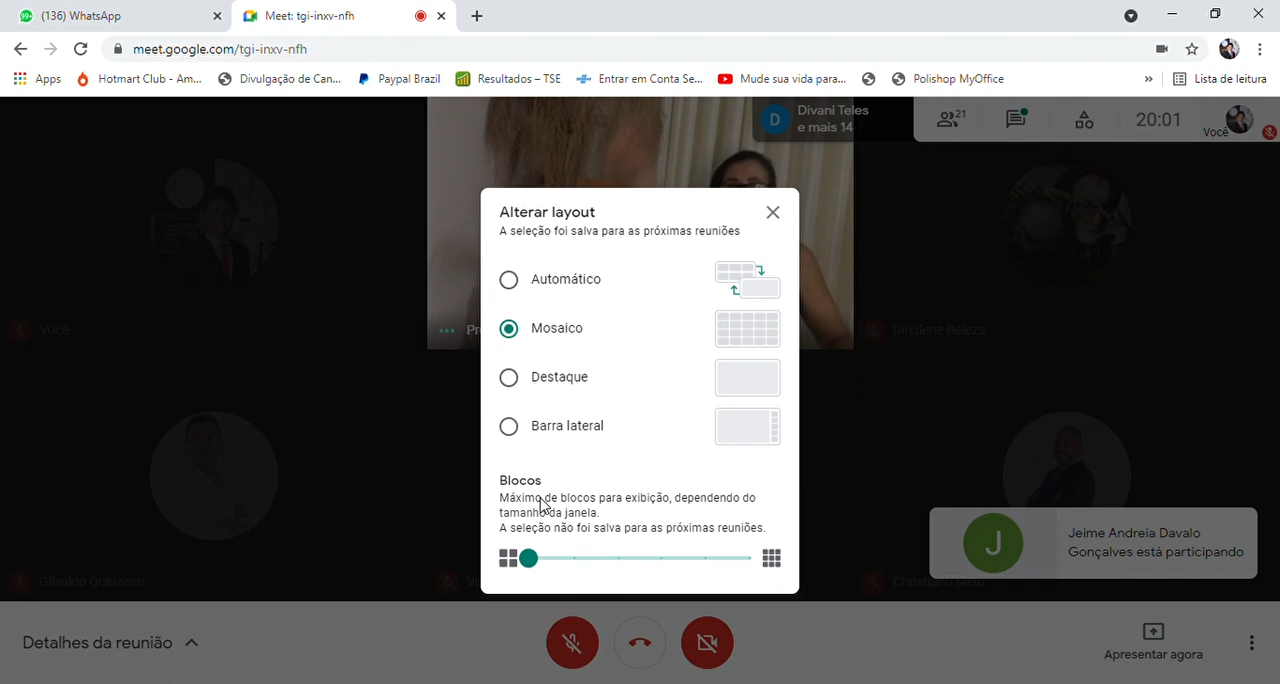 99+ (136) WhatsApp
Meet: tgi-inxv-nfh
meet.google.com/tgi-inxv-nfh
Apps
Hotmart Club - Am...
Divulgação de Can...
Paypal Brazil
Resultados – TSE
Entrar em Conta Se...
Mude sua vida para...
Polishop MyOffice
»
Lista de leitura
D
Divani Teles
e mais 14
21
20:01
Você
Alterar layout
A seleção foi salva para as próximas reuniões
Automático
Mosaico
Destaque
Barra lateral
Blocos
Máximo de blocos para exibição, dependendo do
tamanho da janela.
A seleção não foi salva para as próximas reuniões.
Você
Dircilene Beleza
J
Jeime Andreia Davalo
Gonçalves está participando
Gilvaldo Quinzeiro
Detalhes da reunião
Apresentar agora